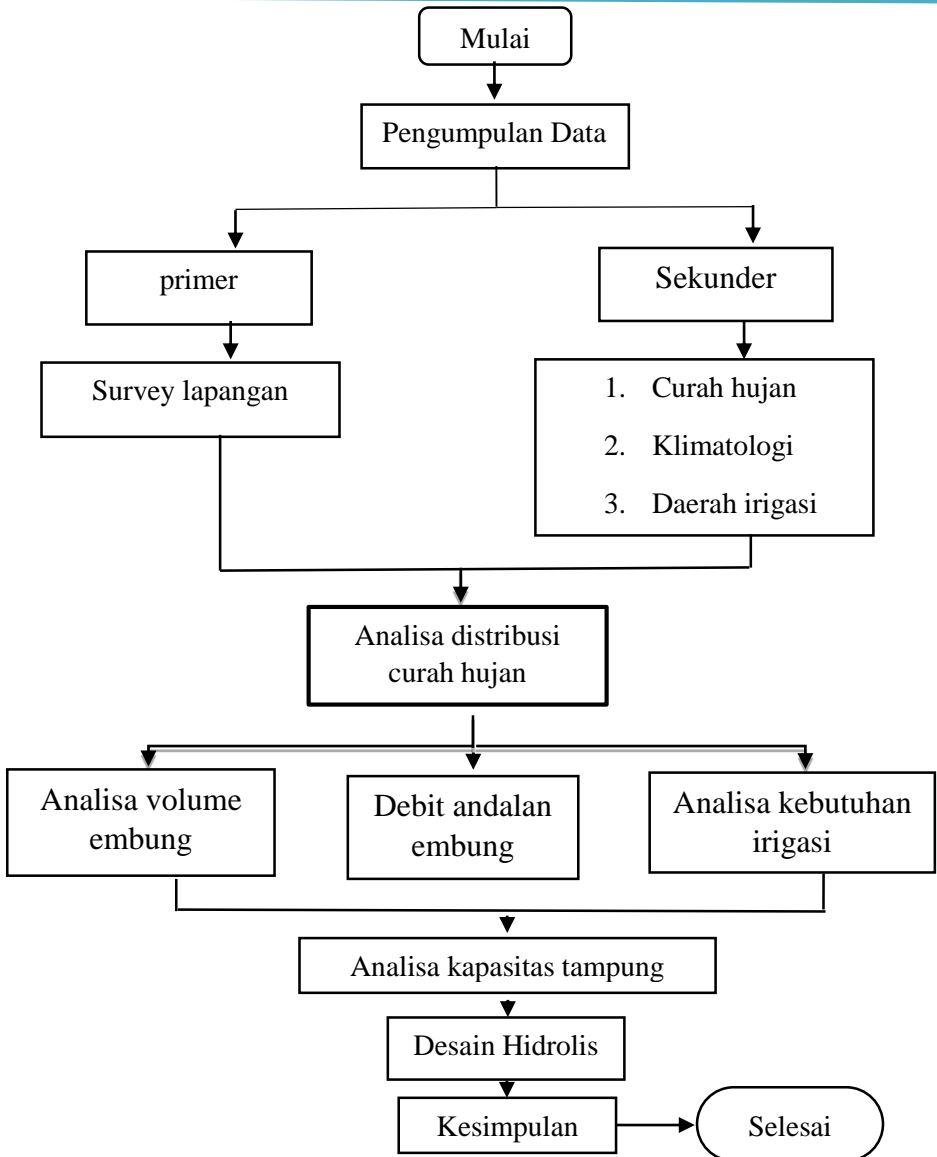 Mulai
Pengumpulan Data
primer
Sekunder
Survey lapangan
1. Curah hujan
2. Klimatologi
3. Daerah irigasi
Analisa distribusi
curah hujan
Analisa volume
embung
Debit andalan
embung
Analisa kebutuhan
irigasi
Analisa kapasitas tampung
Desain Hidrolis
Kesimpulan
Selesai